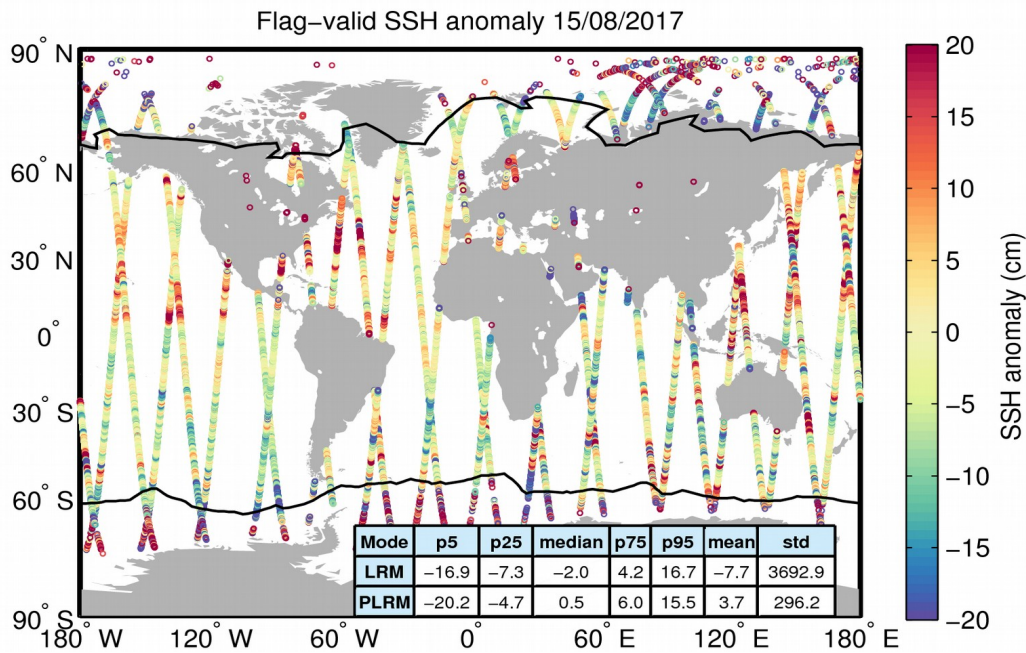 Flag−valid SSH anomaly 15/08/2017
90° N
60° N
30° N
0°
30° S
60° S
90° S
180° W 120° W 60° W 0° 60° E 120° E 180° E
Mode p5 p25 median p75 p95 mean std
LRM −16.9 −7.3 −2.0 4.2 16.7 −7.7 3692.9
PLRM −20.2 −4.7 0.5 6.0 15.5 3.7 296.2
20
15
10
5
0
−5
−10
−15
−20
SSH anomaly (cm)